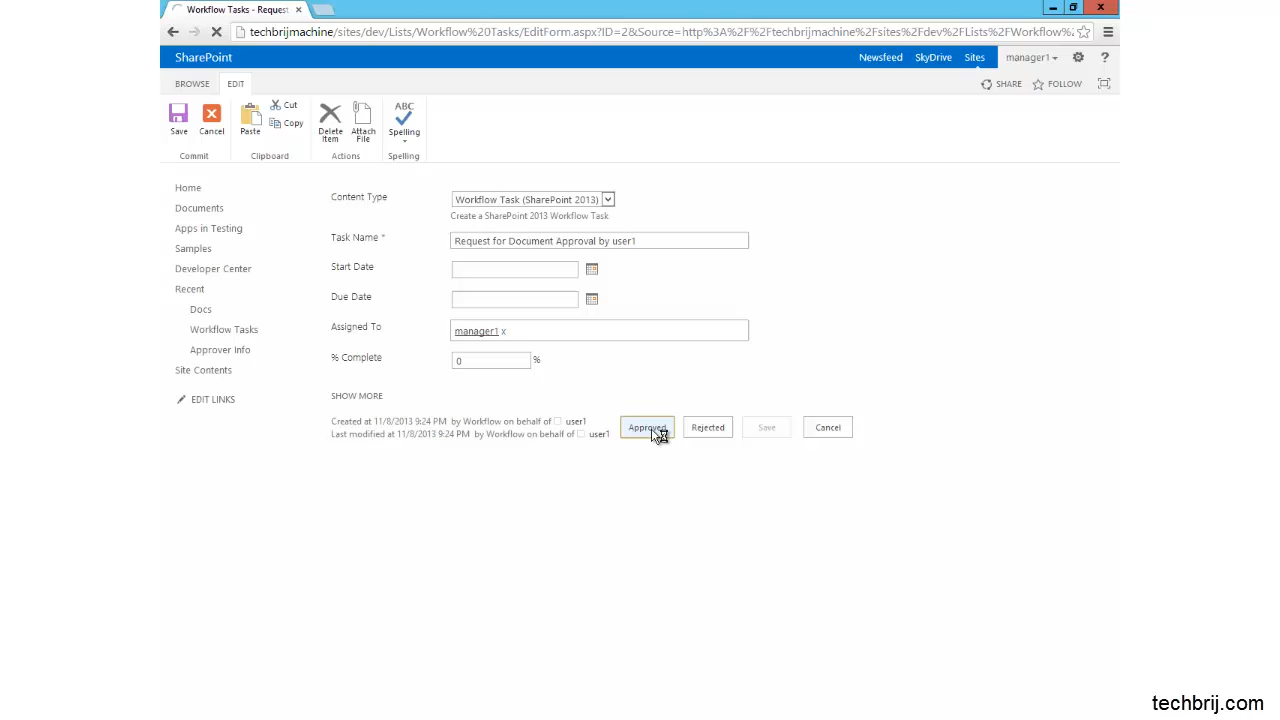 Workflow Tasks - Request
techbrijmachine/sites/dev/Lists/Workflow%20Tasks/EditForm.aspx?ID=2&Source=http%3A%2F%2Ftechbrijmachine%2Fsites%2Fdev%2FLists%2FWorkflow%2
SharePoint
Newsfeed SkyDrive Sites manager1 ?
BROWSE EDIT SHARE FOLLOW
Save Cancel Paste Cut Copy Delete Item Attach File ABC Spelling
Commit Clipboard Actions Spelling
Home
Documents
Apps in Testing
Samples
Developer Center
Recent
Docs
Workflow Tasks
Approver Info
Site Contents
EDIT LINKS
Content Type Workflow Task (SharePoint 2013)
Create a SharePoint 2013 Workflow Task
Task Name * Request for Document Approval by user1
Start Date
Due Date
Assigned To manager1 x
% Complete 0 %
SHOW MORE
Created at 11/8/2013 9:24 PM by Workflow on behalf of user1
Last modified at 11/8/2013 9:24 PM by Workflow on behalf of user1
Approved Rejected Save Cancel
techbrij.com